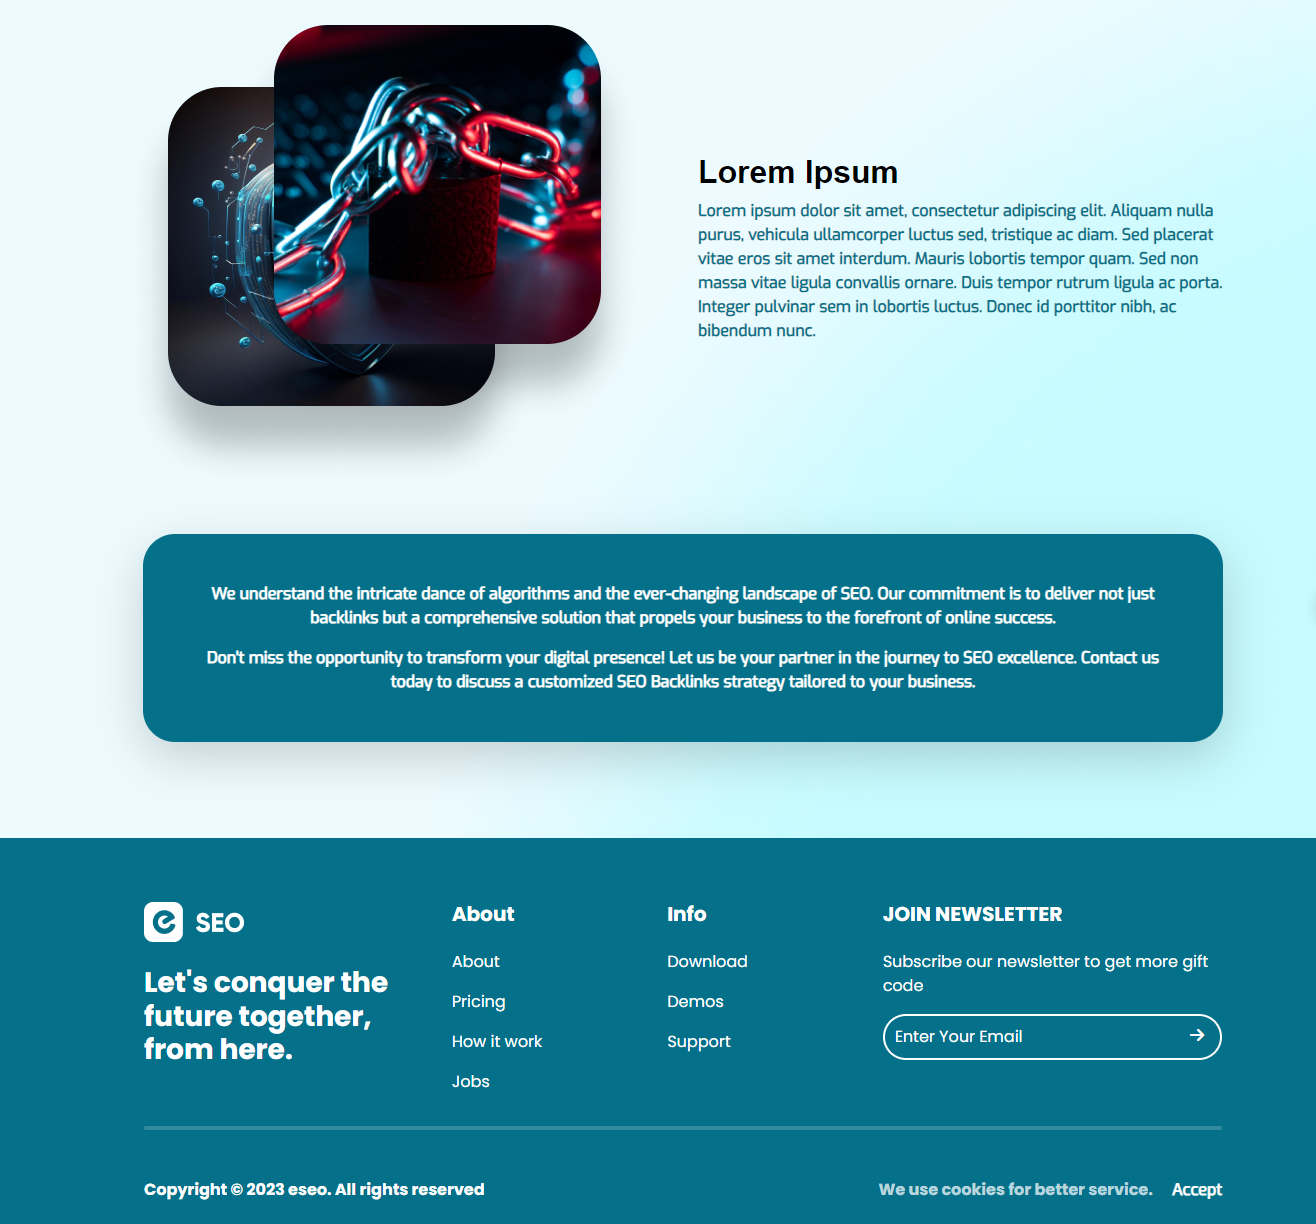 Lorem Ipsum
Lorem ipsum dolor sit amet, consectetur adipiscing elit. Aliquam nulla
purus, vehicula ullamcorper luctus sed, tristique ac diam. Sed placerat
vitae eros sit amet interdum. Mauris lobortis tempor quam. Sed non
massa vitae ligula convallis ornare. Duis tempor rutrum ligula ac porta.
Integer pulvinar sem in lobortis luctus. Donec id porttitor nibh, ac
bibendum nunc.
We understand the intricate dance of algorithms and the ever-changing landscape of SEO. Our commitment is to deliver not just
backlinks but a comprehensive solution that propels your business to the forefront of online success.
Don't miss the opportunity to transform your digital presence! Let us be your partner in the journey to SEO excellence. Contact us
today to discuss a customized SEO Backlinks strategy tailored to your business.
e SEO
Let's conquer the
future together,
from here.
About
About
Pricing
How it work
Jobs
Info
Download
Demos
Support
JOIN NEWSLETTER
Subscribe our newsletter to get more gift
code
Enter Your Email
Copyright © 2023 eseo. All rights reserved
We use cookies for better service. Accept